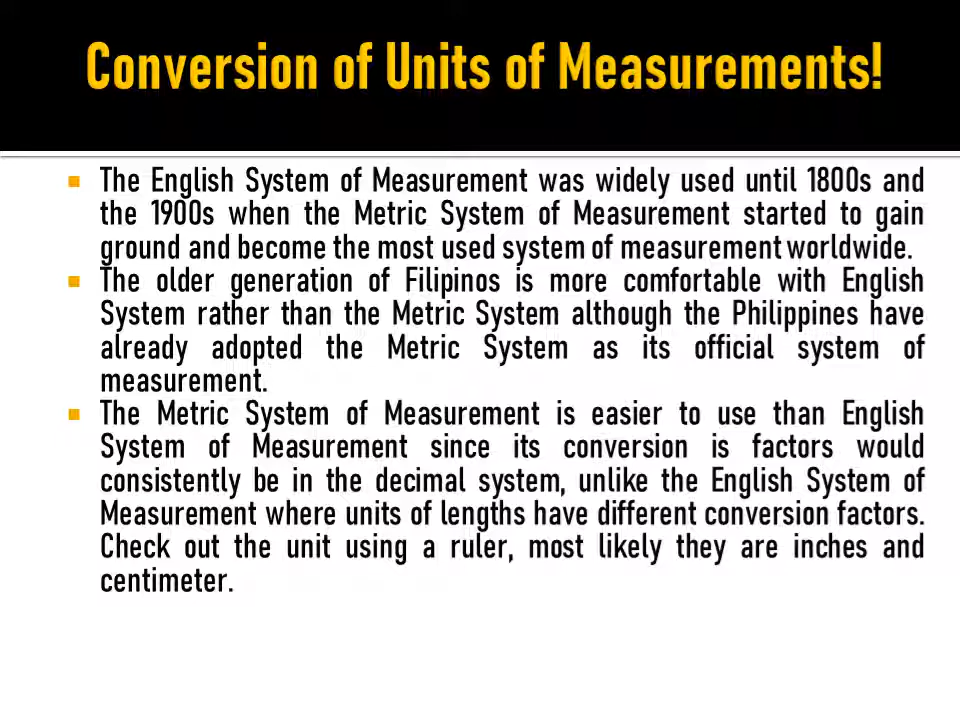 Conversion of Units of Measurements!
The English System of Measurement was widely used until 1800s and
the 1900s when the Metric System of Measurement started to gain
ground and become the most used system of measurement worldwide.
The older generation of Filipinos is more comfortable with English
System rather than the Metric System although the Philippines have
already adopted the Metric System as its official system of
measurement.
The Metric System of Measurement is easier to use than English
System of Measurement since its conversion is factors would
consistently be in the decimal system, unlike the English System of
Measurement where units of lengths have different conversion factors.
Check out the unit using a ruler, most likely they are inches and
centimeter.